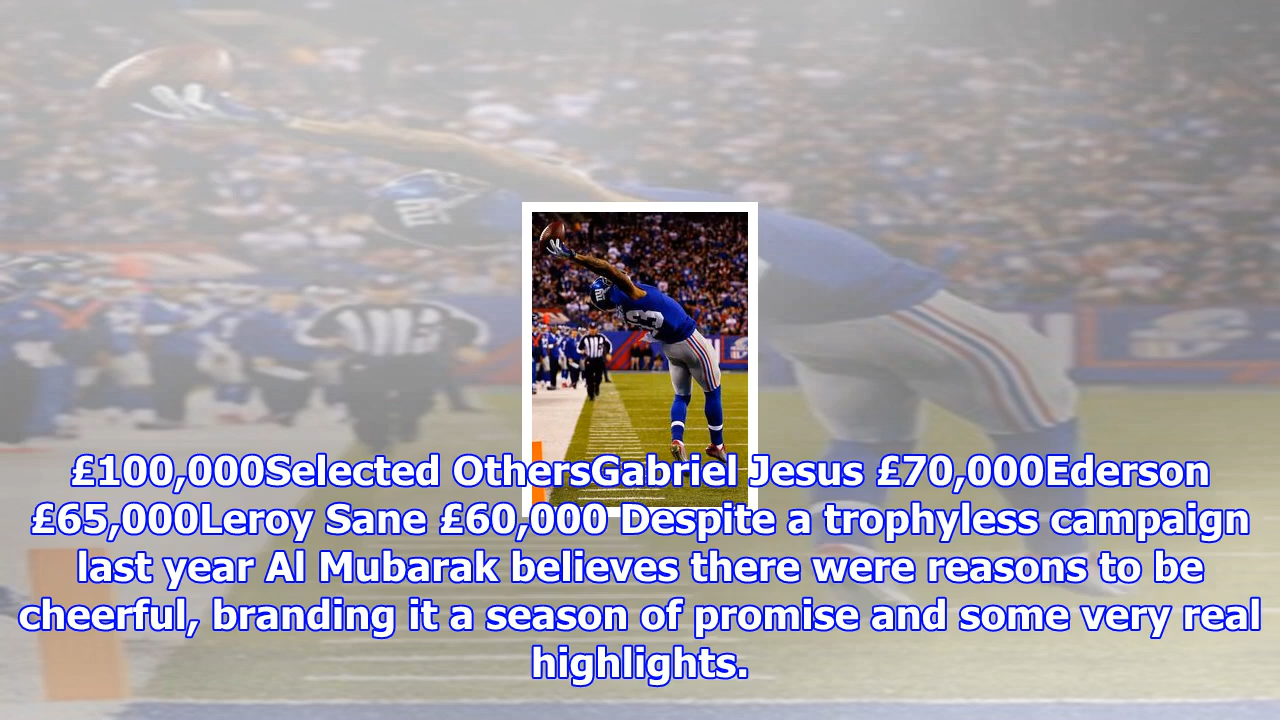 £100,000Selected OthersGabriel Jesus £70,000Ederson
£65,000Leroy Sane £60,000 Despite a trophyless campaign
last year Al Mubarak believes there were reasons to be
cheerful, branding it a season of promise and some very real
highlights.